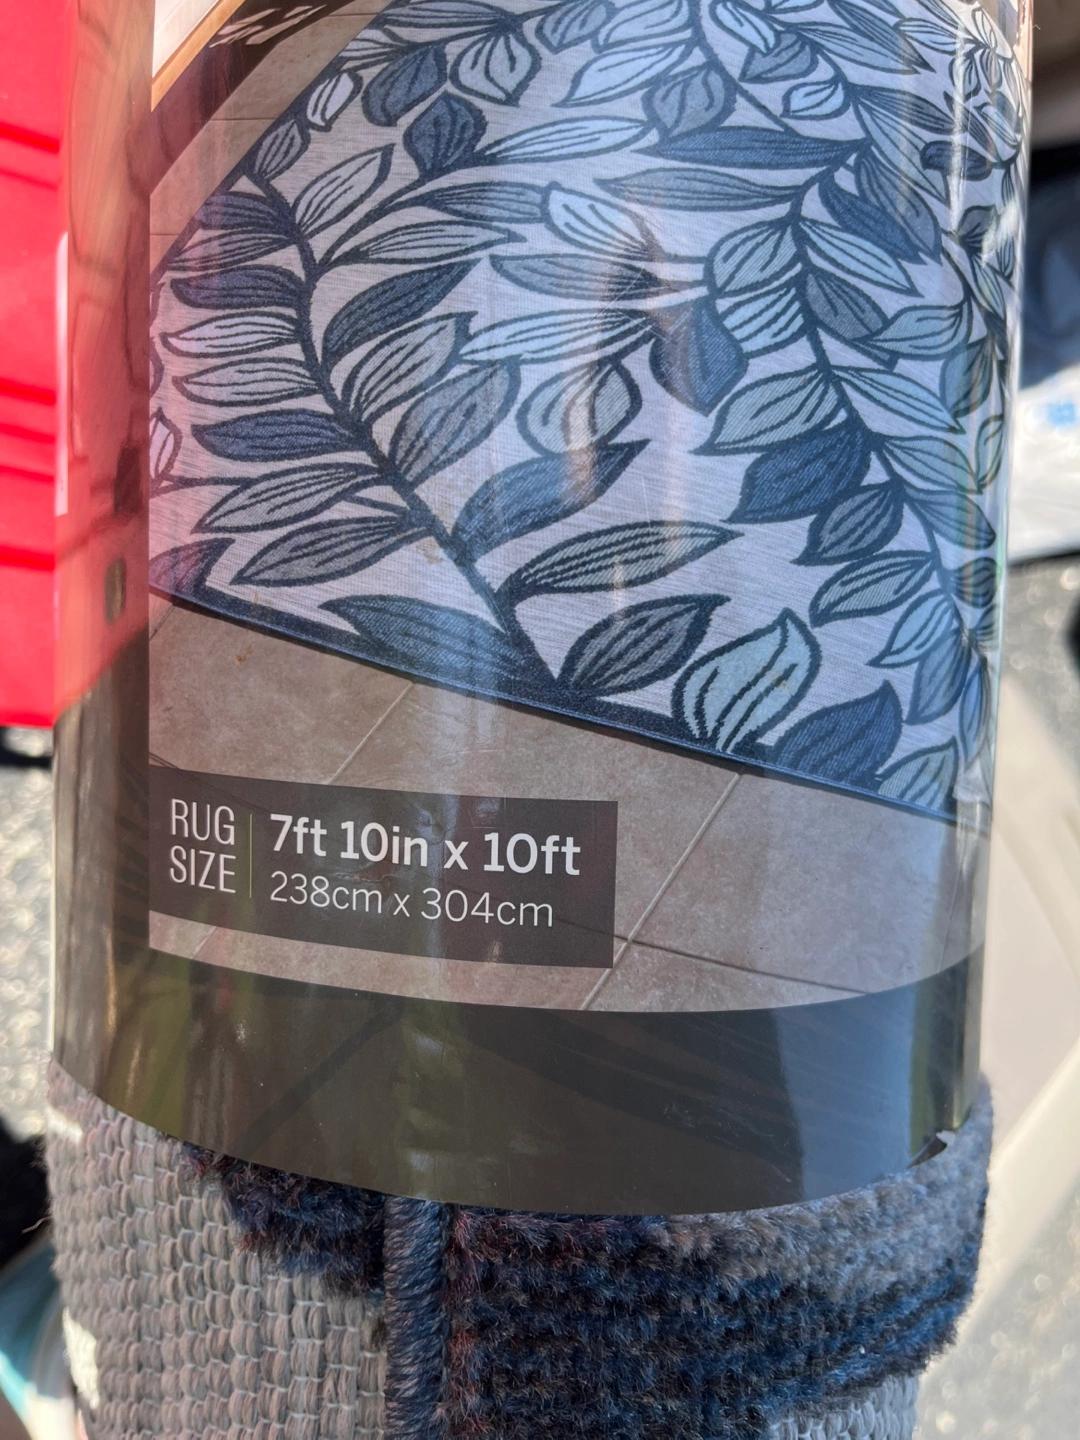 RUG
SIZE
7ft 10in x 10ft
238cm x 304cm